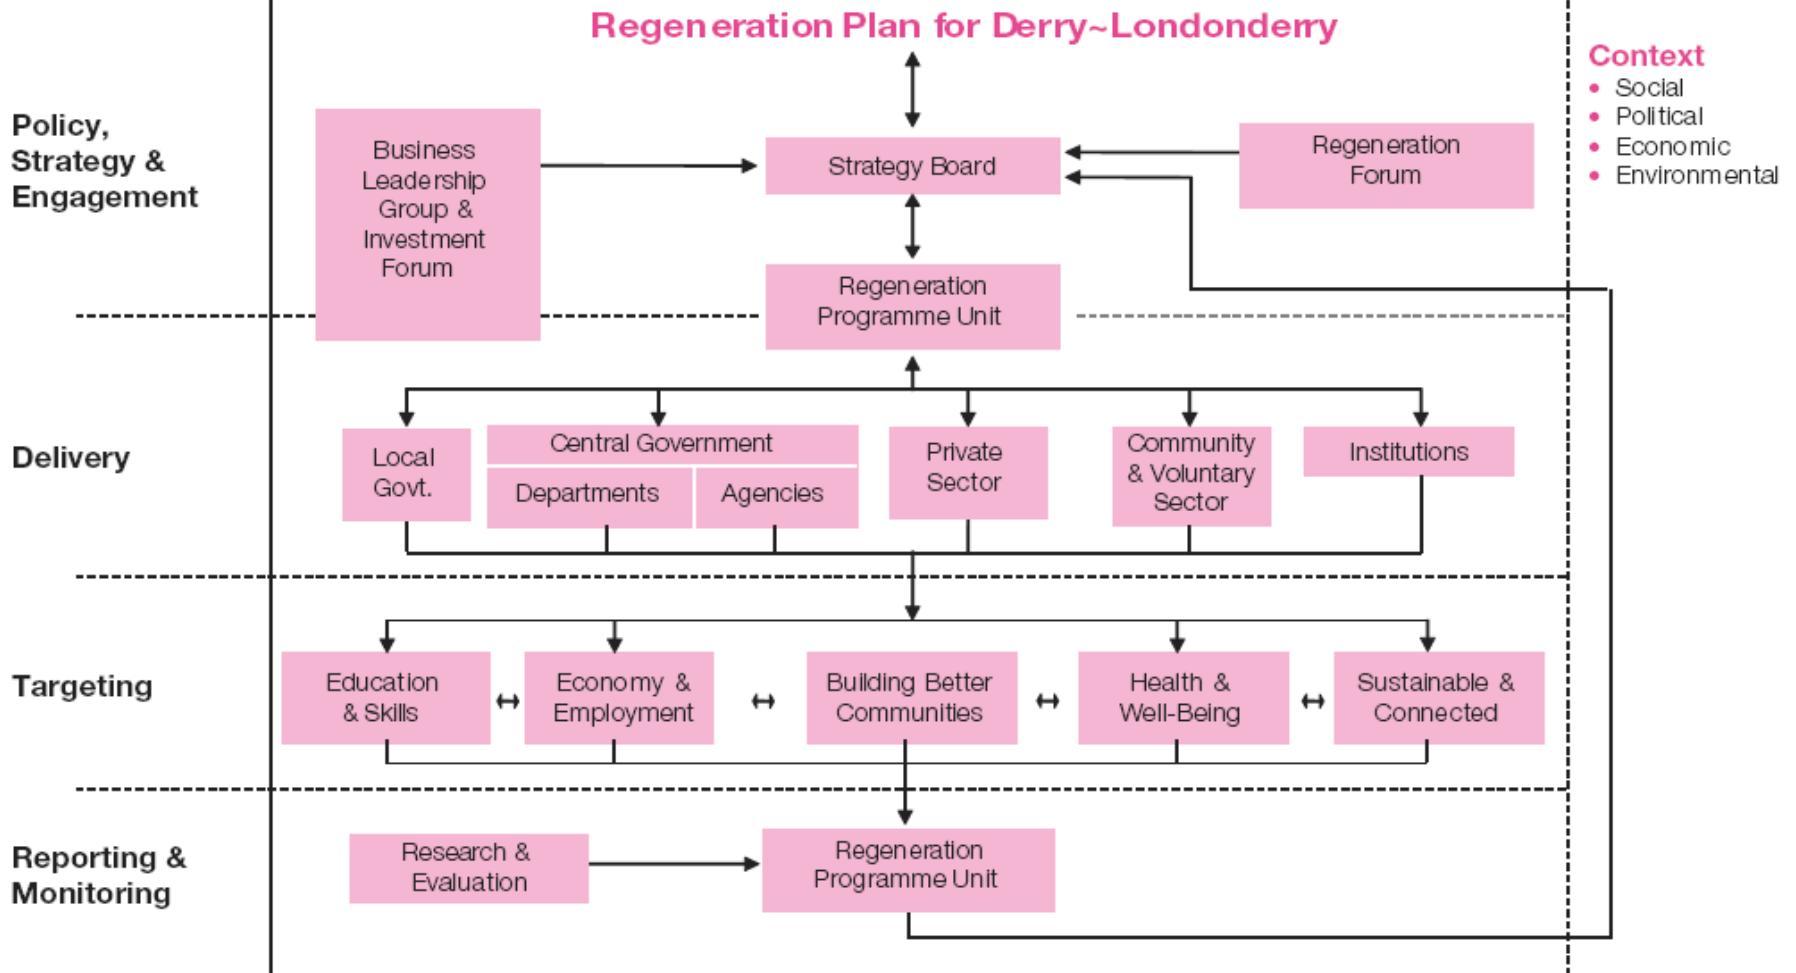 Regeneration Plan for Derry~Londonderry
Context
• Social
• Political
• Economic
• Environmental
Policy,
Strategy &
Engagement
Business
Leadership
Group &
Investment
Forum
Strategy Board
Regeneration
Forum
Regeneration
Programme Unit
Delivery
Local
Govt.
Central Government
Departments
Agencies
Private
Sector
Community
& Voluntary
Sector
Institutions
Targeting
Education
& Skills
Economy &
Employment
Building Better
Communities
Health &
Well-Being
Sustainable &
Connected
Reporting &
Monitoring
Research &
Evaluation
Regeneration
Programme Unit